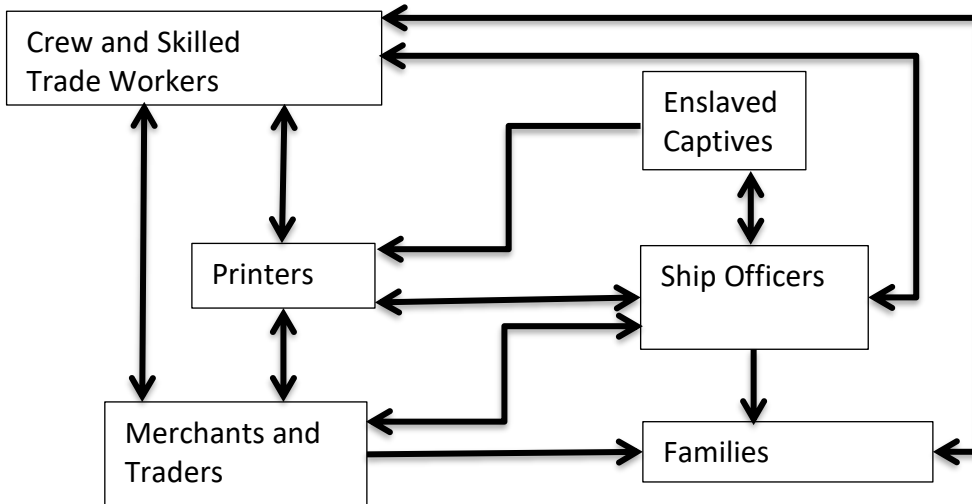 Crew and Skilled
Trade Workers
Enslaved
Captives
Printers
Ship Officers
Merchants and
Traders
Families